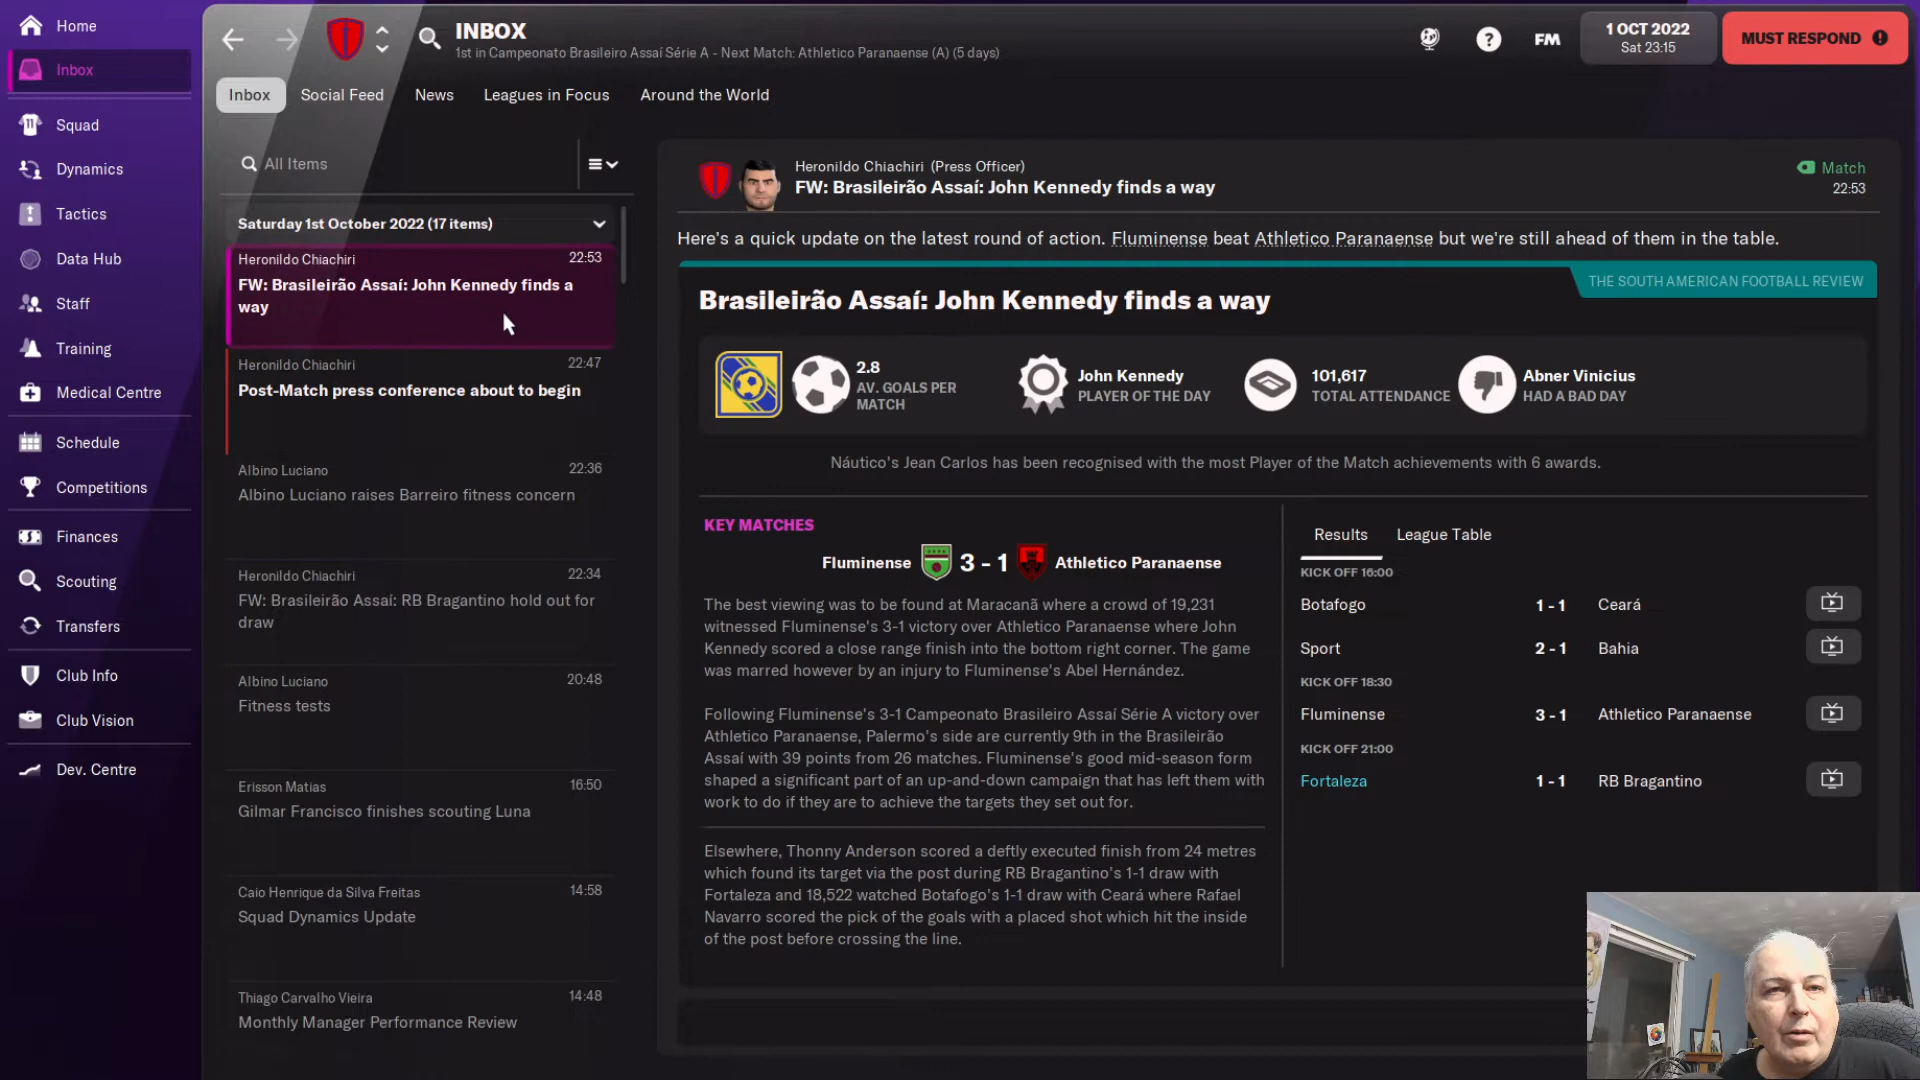 Home
Inbox
Squad
Dynamics
Tactics
Data Hub
Staff
Training
Medical Centre
Schedule
Competitions
Finances
Scouting
Transfers
Club Info
Club Vision
Dev. Centre
INBOX
1st in Campeonato Brasileiro Assaí Série A - Next Match: Athletico Paranaense (A) (5 days)
?
FM
1 OCT 2022
Sat 23:15
MUST RESPOND
Inbox
Social Feed
News
Leagues in Focus
Around the World
All Items
Saturday 1st October 2022 (17 items)
Heronildo Chiachiri
22:53
FW: Brasileirão Assaí: John Kennedy finds a
way
Heronildo Chiachiri
22:47
Post-Match press conference about to begin
Albino Luciano
22:36
Albino Luciano raises Barreiro fitness concern
Heronildo Chiachiri
22:34
FW: Brasileirão Assaí: RB Bragantino hold out for
draw
Albino Luciano
20:48
Fitness tests
Erisson Matias
16:50
Gilmar Francisco finishes scouting Luna
Caio Henrique da Silva Freitas
14:58
Squad Dynamics Update
Thiago Carvalho Vieira
14:48
Monthly Manager Performance Review
Heronildo Chiachiri (Press Officer)
FW: Brasileirão Assaí: John Kennedy finds a way
Match
22:53
Here's a quick update on the latest round of action. Fluminense beat Athletico Paranaense but we're still ahead of them in the table.
THE SOUTH AMERICAN FOOTBALL REVIEW
Brasileirão Assaí: John Kennedy finds a way
2.8
AV. GOALS PER
MATCH
John Kennedy
PLAYER OF THE DAY
101,617
TOTAL ATTENDANCE
Abner Vinicius
HAD A BAD DAY
Náutico's Jean Carlos has been recognised with the most Player of the Match achievements with 6 awards.
KEY MATCHES
Fluminense 3 - 1 Athletico Paranaense
The best viewing was to be found at Maracanã where a crowd of 19,231
witnessed Fluminense's 3-1 victory over Athletico Paranaense where John
Kennedy scored a close range finish into the bottom right corner. The game
was marred however by an injury to Fluminense's Abel Hernández.
Following Fluminense's 3-1 Campeonato Brasileiro Assaí Série A victory over
Athletico Paranaense, Palermo's side are currently 9th in the Brasileirão
Assaí with 39 points from 26 matches. Fluminense's good mid-season form
shaped a significant part of an up-and-down campaign that has left them with
work to do if they are to achieve the targets they set out for.
Elsewhere, Thonny Anderson scored a deftly executed finish from 24 metres
which found its target via the post during RB Bragantino's 1-1 draw with
Fortaleza and 18,522 watched Botafogo's 1-1 draw with Ceará where Rafael
Navarro scored the pick of the goals with a placed shot which hit the inside
of the post before crossing the line.
Results
League Table
KICK OFF 16:00
Botafogo 1 - 1 Ceará
Sport 2 - 1 Bahia
KICK OFF 18:30
Fluminense 3 - 1 Athletico Paranaense
KICK OFF 21:00
Fortaleza 1 - 1 RB Bragantino